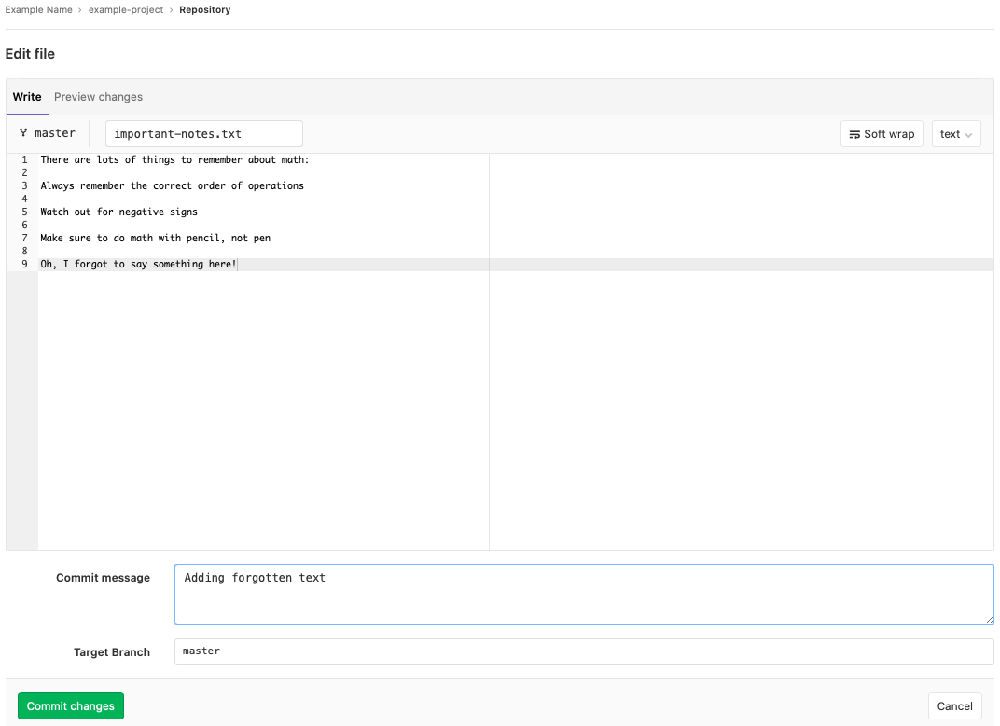 Example Name › example-project › Repository
Edit file
Write Preview changes
master important-notes.txt Soft wrap text
1 There are lots of things to remember about math:
2
3 Always remember the correct order of operations
4
5 Watch out for negative signs
6
7 Make sure to do math with pencil, not pen
8
9 Oh, I forgot to say something here!
Commit message Adding forgotten text
Target Branch master
Commit changes Cancel